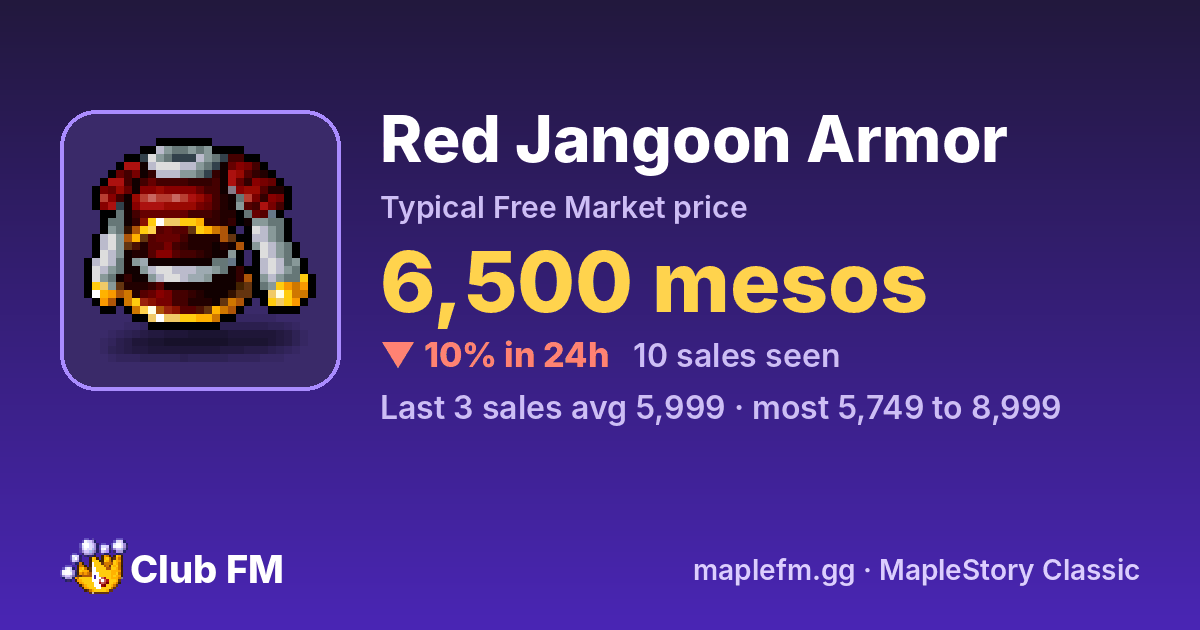 Red Jangoon Armor
Typical Free Market price
6,500 mesos
▼ 10% in 24h 10 sales seen
Last 3 sales avg 5,999 · most 5,749 to 8,999
Club FM
maplefm.gg · MapleStory Classic